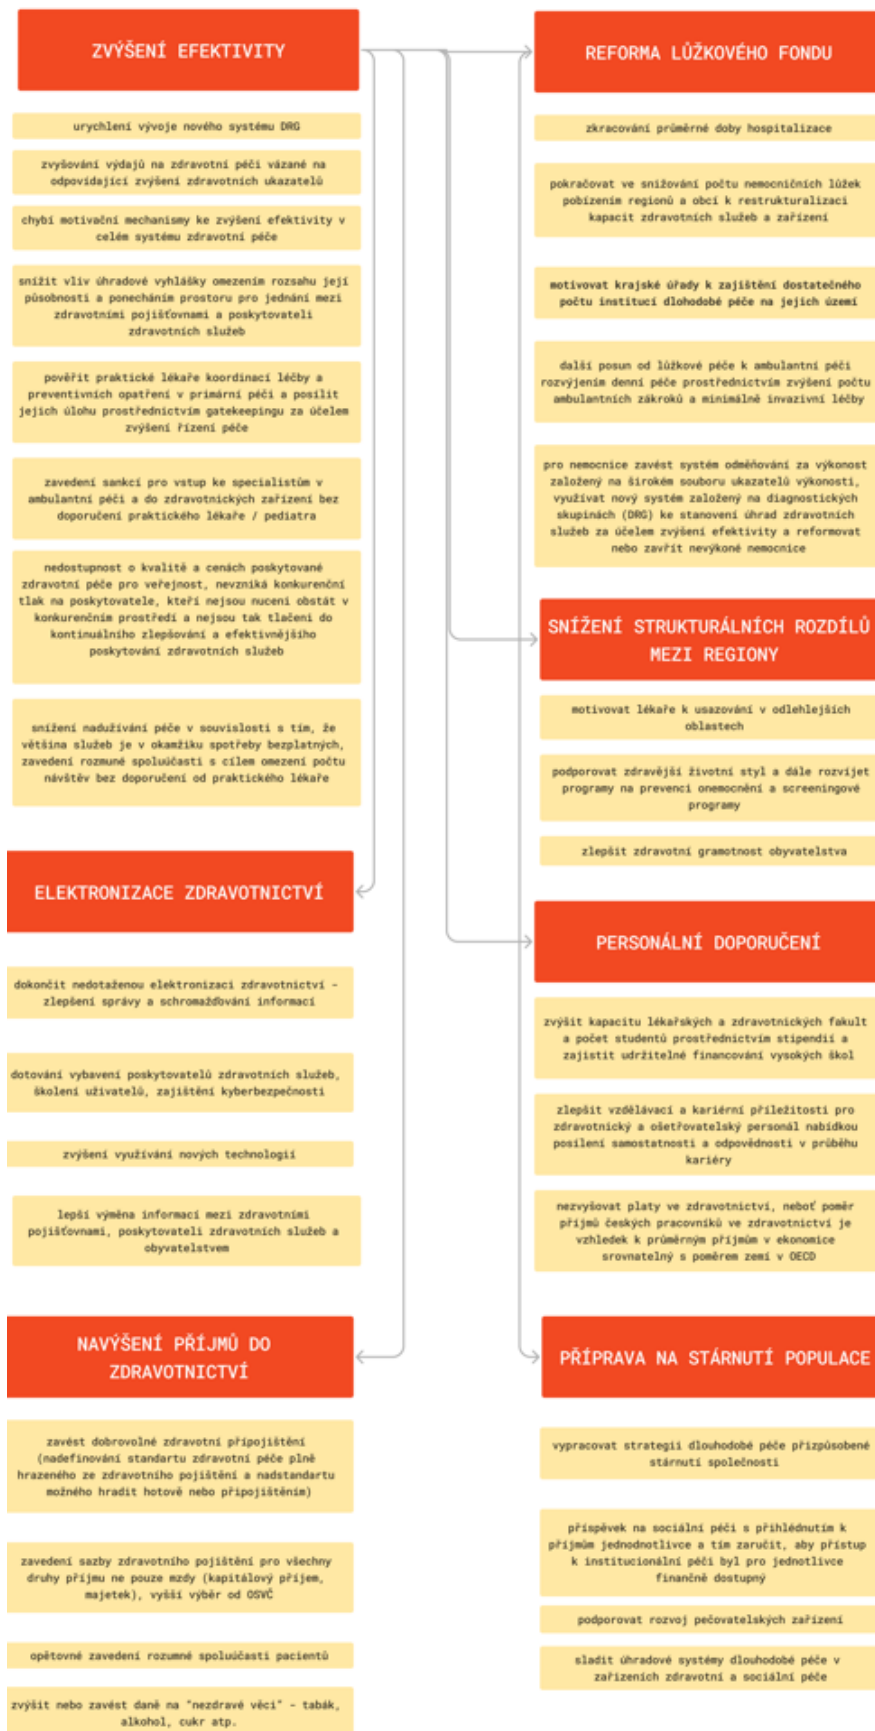 ZVÝŠENÍ EFEKTIVITY
urychlení vývoje nového systému DRG
zvyšování výdajů na zdravotní péči vázané na
odpovídající zvýšení zdravotních ukazatelů
chybí motivační mechanismy ke zvýšení efektivity v
celém systému zdravotní péče
snížit vliv úhradové vyhlášky omezením rozsahu její
působnosti a ponecháním prostoru pro jednání mezi
zdravotními pojišťovnami a poskytovateli
zdravotních služeb
pověřit praktické lékaře koordinací léčby a
preventivních opatření v primární péči a posílit
jejich úlohu prostřednictvím gatekeepingu za účelem
zvýšení řízení péče
zavedení sankcí pro vstup ke specialistům v
ambulantní péči a do zdravotnických zařízení bez
doporučení praktického lékaře / pediatra
nedostupnost o kvalitě a cenách poskytované
zdravotní péče pro veřejnost, nevzniká konkurenční
tlak na poskytovatele, kteří nejsou nuceni obstát v
konkurenčním prostředí a nejsou tak tlačeni do
kontinuálního zlepšování a efektivnějšího
poskytování zdravotních služeb
snížení nadužívání péče v souvislosti s tím, že
většina služeb je v okamžiku spotřeby bezplatných,
zavedení rozmuné spoluúčasti s cílem omezení počtu
návštěv bez doporučení od praktického lékaře
ELEKTRONIZACE ZDRAVOTNICTVÍ
dokončit nedotaženou elektronizaci zdravotnictví -
zlepšení správy a schromažďování informací
dotování vybavení poskytovatelů zdravotních služeb,
školení uživatelů, zajištění kyberbezpečnosti
zvýšení využívání nových technologií
lepší výměna informací mezi zdravotními
pojišťovnami, poskytovateli zdravotních služeb a
obyvatelstvem
NAVÝŠENÍ PŘÍJMŮ DO
ZDRAVOTNICTVÍ
zavést dobrovolné zdravotní přípojištění
(nadefinování standartu zdravotní péče plně
hrazeného ze zdravotního pojištění a nadstandartu
možného hradit hotově nebo připojištěním)
zavedení sazby zdravotního pojištění pro všechny
druhy příjmu ne pouze mzdy (kapitálový příjem,
majetek), vyšší výběr od OSVČ
opětovné zavedení rozumné spoluúčasti pacientů
zvýšit nebo zavést daně na "nezdravé věci" - tabák,
alkohol, cukr atp.
REFORMA LŮŽKOVÉHO FONDU
zkracování průměrné doby hospitalizace
pokračovat ve snižování počtu nemocničních lůžek
pobízením regionů a obcí k restrukturalizaci
kapacit zdravotních služeb a zařízení
motivovat krajské úřady k zajištění dostatečného
počtu institucí dlohodobé péče na jejich území
další posun od lůžkové péče k ambulantní péči
rozvýjením denní péče prostřednictvím zvýšení počtu
ambulantních zákroků a minimálně invazivní léčby
pro nemocnice zavést systém odměňování za výkonost
založený na širokém souboru ukazatelů výkonosti,
využívat nový systém založený na diagnostických
skupinách (DRG) ke stanovení úhrad zdravotních
služeb za účelem zvýšení efektivity a reformovat
nebo zavřít nevýkoné nemocnice
SNÍŽENÍ STRUKTURÁLNÍCH ROZDÍLŮ
MEZI REGIONY
motivovat lékaře k usazování v odlehlejších
oblastech
podporovat zdravější životní styl a dále rozvíjet
programy na prevenci onemocnění a screeningové
programy
zlepšit zdravotní gramotnost obyvatelstva
PERSONÁLNÍ DOPORUČENÍ
zvýšit kapacitu lékařských a zdravotnických fakult
a počet studentů prostřednictvím stipendií a
zajistit udržitelné financování vysokých škol
zlepšit vzdělávací a kariérní příležitosti pro
zdravotnický a ošetřovatelský personál nabídkou
posílení samostatnosti a odpovědnosti v průběhu
kariéry
nezvyšovat platy ve zdravotnictví, neboť poměr
příjmů českých pracovníků ve zdravotnictví je
vzhledek k průměrným příjmům v ekonomice
srovnatelný s poměrem zemí v OECD
PŘÍPRAVA NA STÁRNUTÍ POPULACE
vypracovat strategii dlouhodobé péče přizpůsobené
stárnutí společnosti
příspěvek na sociální péči s přihlédnutím k
příjmům jednodnotlivce a tím zaručit, aby přístup
k institucionální péči byl pro jednotlivce
finančně dostupný
podporovat rozvoj pečovatelských zařízení
sladit úhradové systémy dlouhodobé péče v
zařízeních zdravotní a sociální péče